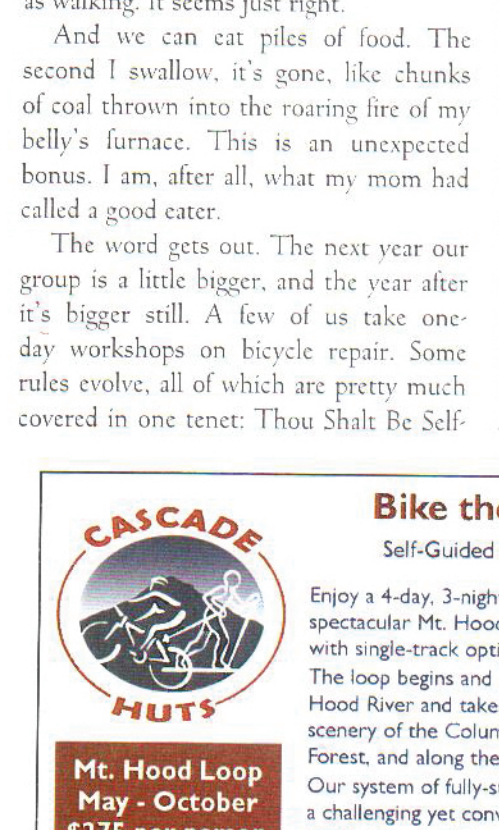 as walking. It seems just right.
And we can eat piles of food. The
second I swallow, it's gone, like chunks
of coal thrown into the roaring fire of my
belly's furnace. This is an unexpected
bonus. I am, after all, what my mom had
called a good eater.
The word gets out. The next year our
group is a little bigger, and the year after
it's bigger still. A few of us take one-
day workshops on bicycle repair. Some
rules evolve, all of which are pretty much
covered in one tenet: Thou Shalt Be Self-
CASCADE
HUTS
Mt. Hood Loop
May - October
$275 per person
Bike the
Self-Guided
Enjoy a 4-day, 3-night
spectacular Mt. Hood
with single-track opti
The loop begins and
Hood River and take
scenery of the Colum
Forest, and along the
Our system of fully-s
a challenging yet con